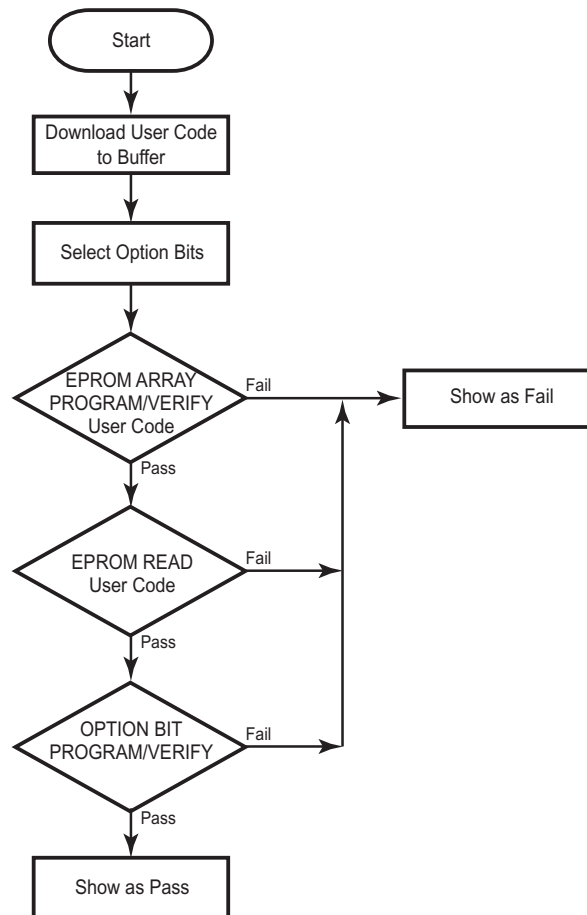 Start
Download User Code
to Buffer
Select Option Bits
EPROM ARRAY
PROGRAM/VERIFY
User Code
Fail
Show as Fail
Pass
EPROM READ
User Code
Fail
Pass
OPTION BIT
PROGRAM/VERIFY
Fail
Pass
Show as Pass